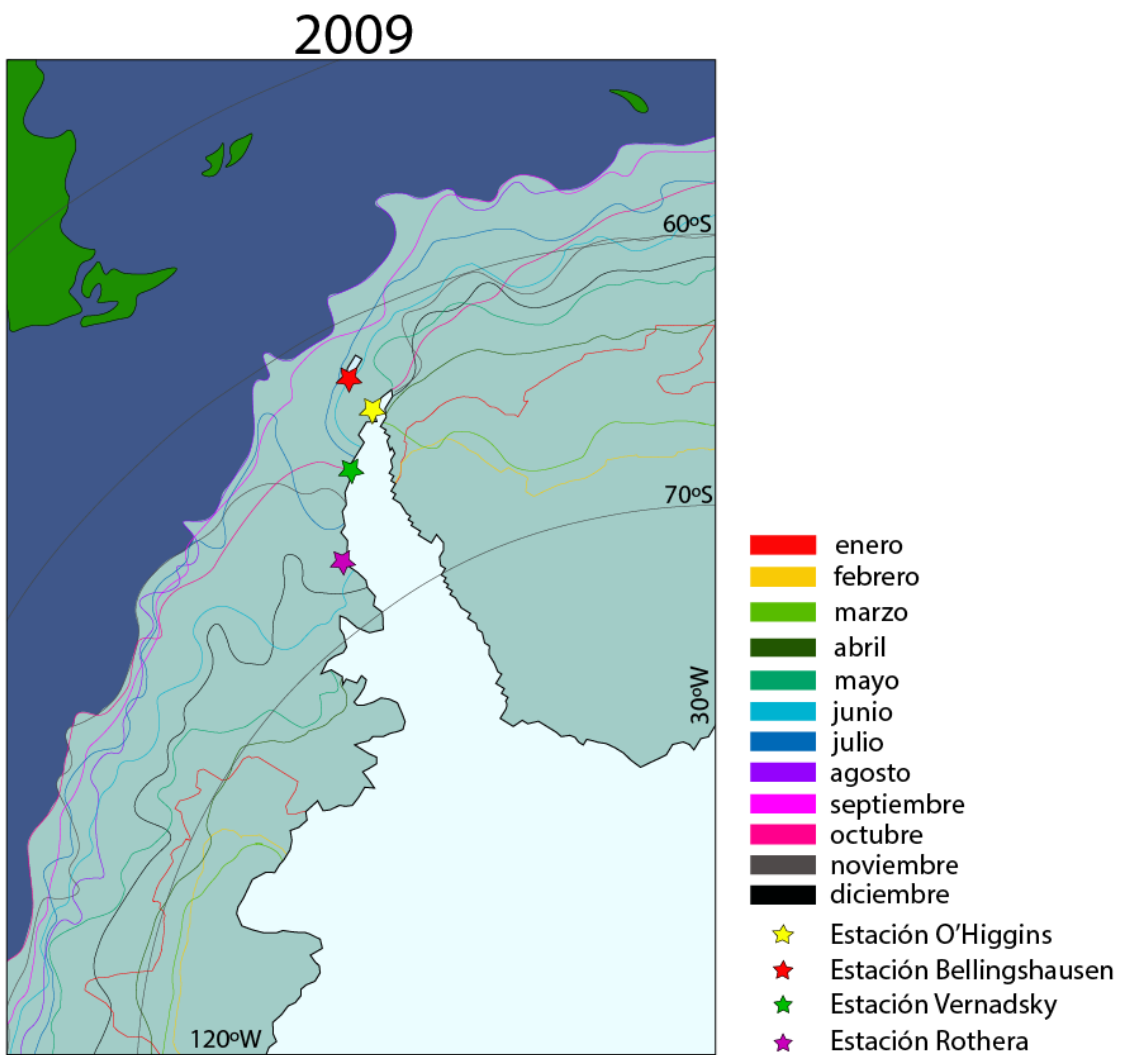 2009
60ºS
70ºS
30ºW
120ºW
enero
febrero
marzo
abril
mayo
junio
julio
agosto
septiembre
octubre
noviembre
diciembre
Estación O'Higgins
Estación Bellingshausen
Estación Vernadsky
Estación Rothera